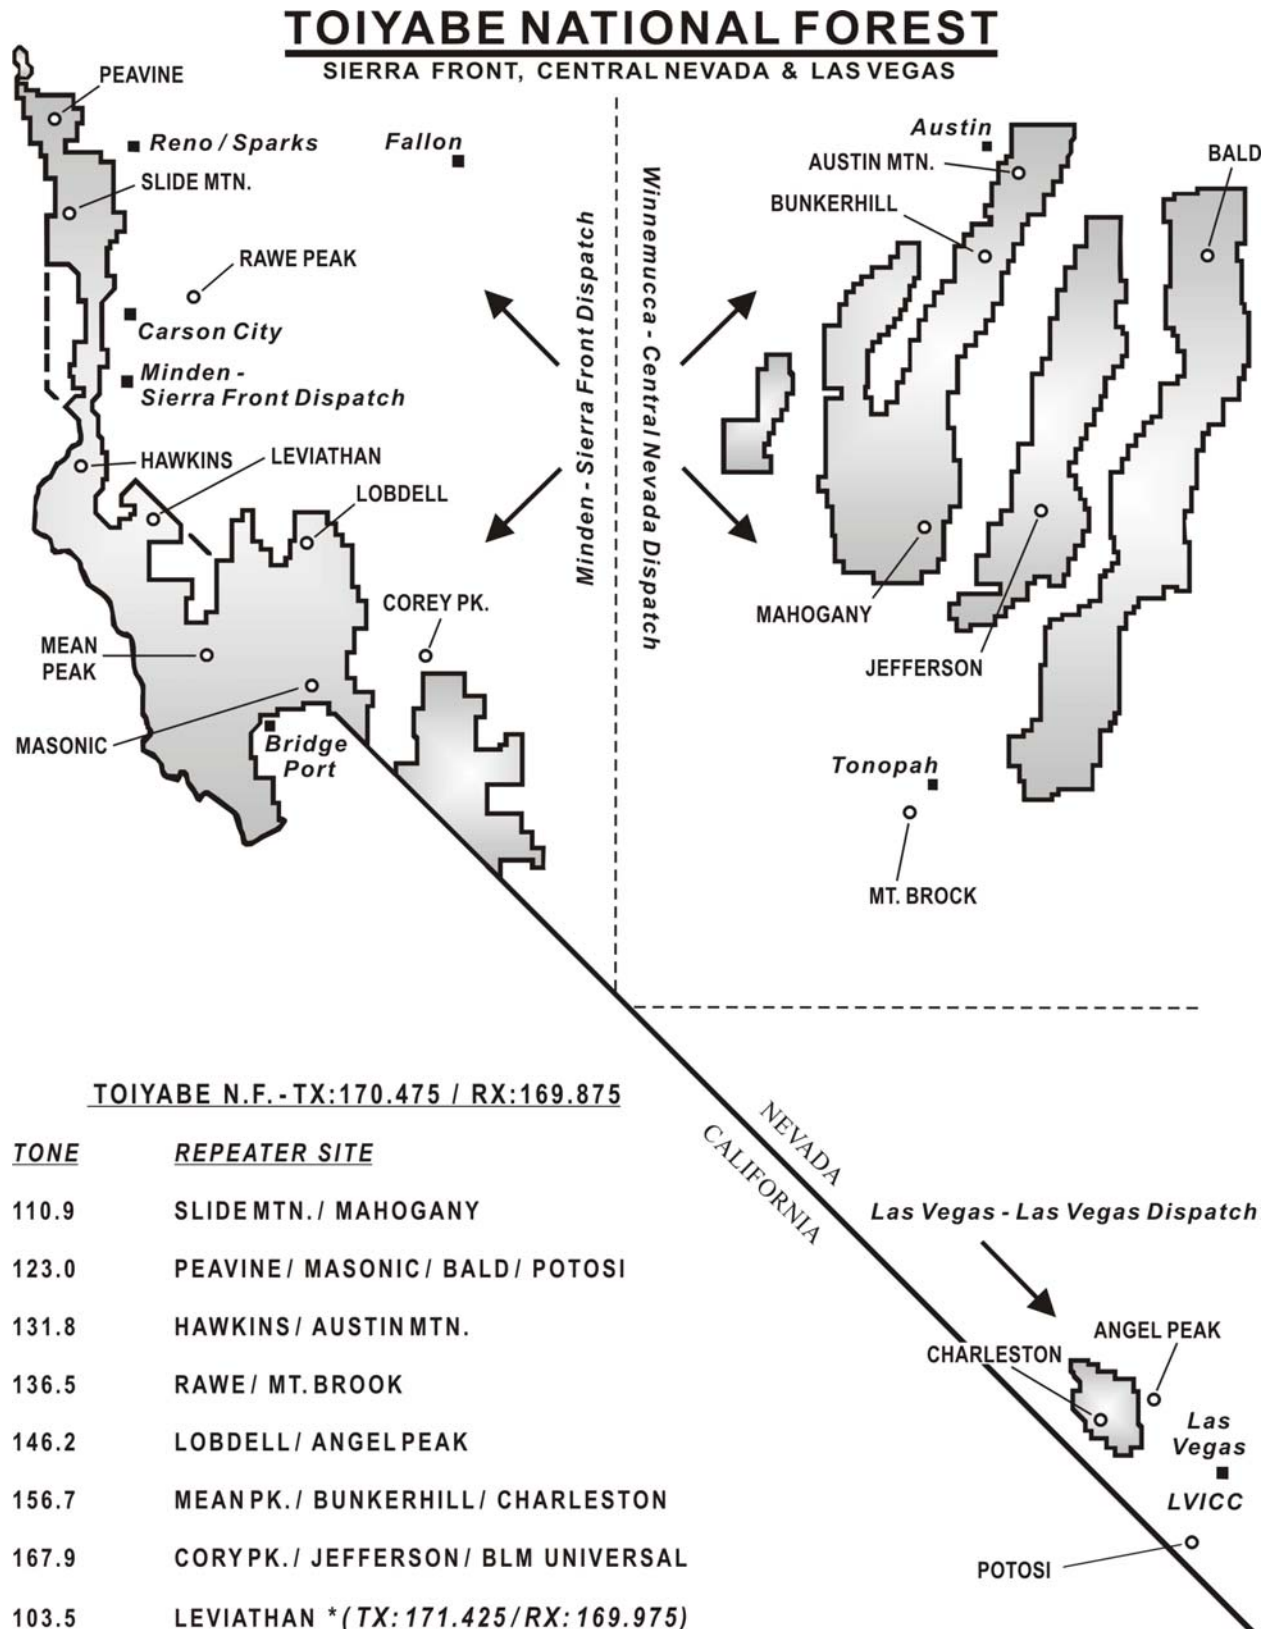 TOIYABE NATIONAL FOREST
SIERRA FRONT, CENTRAL NEVADA & LAS VEGAS
PEAVINE
Reno / Sparks
Fallon
SLIDE MTN.
RAWE PEAK
Carson City
Minden -
Sierra Front Dispatch
HAWKINS
LEVIATHAN
LOBDELL
COREY PK.
MEAN
PEAK
MASONIC
Bridge
Port
Minden - Sierra Front Dispatch
Winnemucca - Central Nevada Dispatch
Austin
AUSTIN MTN.
BALD
BUNKERHILL
MAHOGANY
JEFFERSON
Tonopah
MT. BROCK
NEVADA
CALIFORNIA
Las Vegas - Las Vegas Dispatch
ANGEL PEAK
CHARLESTON
Las
Vegas
LVICC
POTOSI
TOIYABE N.F. - TX:170.475 / RX:169.875
TONE REPEATER SITE
110.9 SLIDE MTN. / MAHOGANY
123.0 PEAVINE / MASONIC / BALD / POTOSI
131.8 HAWKINS / AUSTIN MTN.
136.5 RAWE / MT. BROOK
146.2 LOBDELL / ANGEL PEAK
156.7 MEAN PK. / BUNKERHILL / CHARLESTON
167.9 CORY PK. / JEFFERSON / BLM UNIVERSAL
103.5 LEVIATHAN *(TX:171.425/RX:169.975)